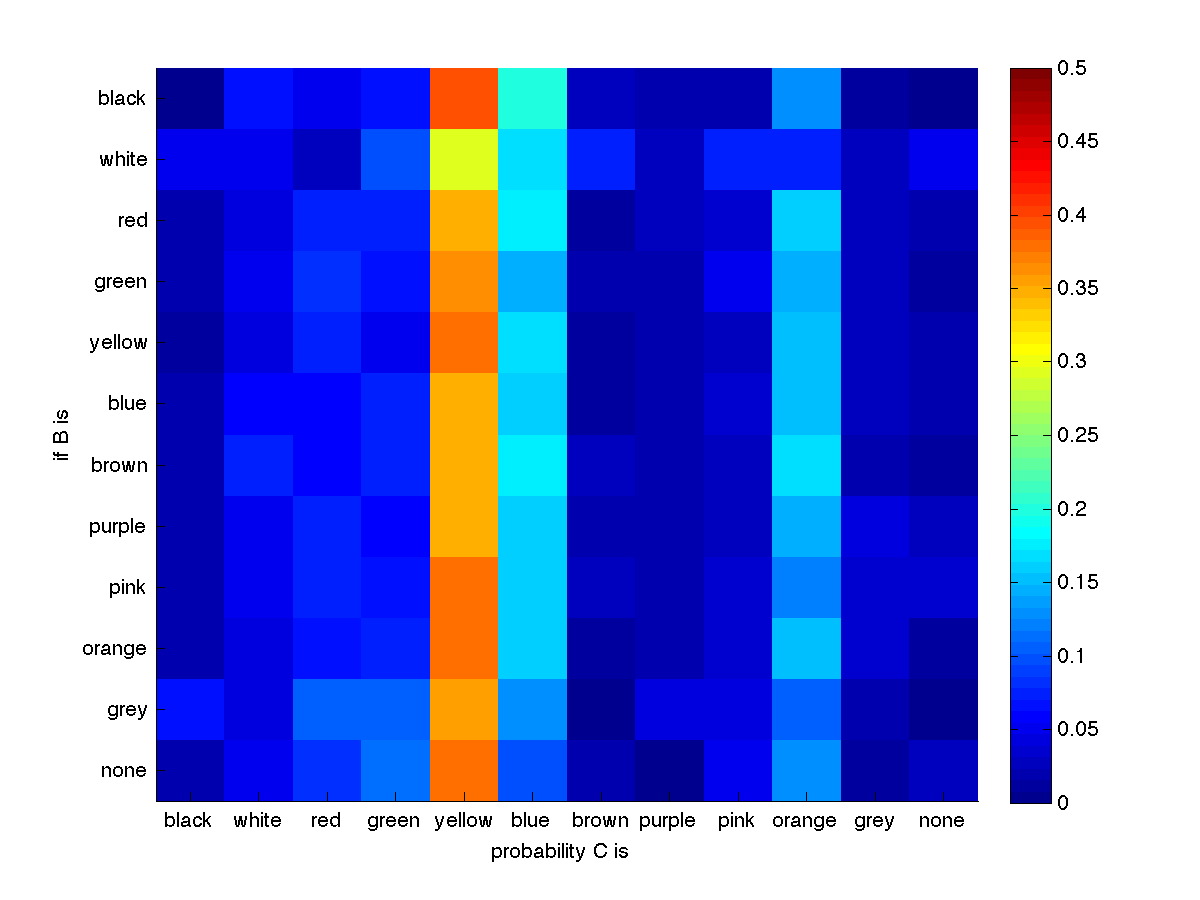 black
white
red
green
yellow
blue
brown
purple
pink
orange
grey
none
if B is
black white red green yellow blue brown purple pink orange grey none
probability C is
0.5
0.45
0.4
0.35
0.3
0.25
0.2
0.15
0.1
0.05
0